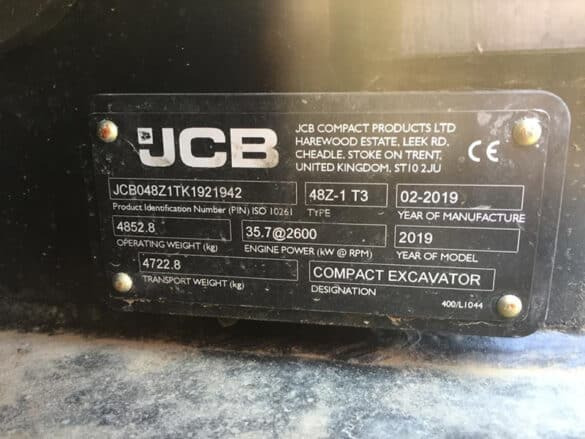 JCB
JCB COMPACT PRODUCTS LTD
HAREWOOD ESTATE, LEEK RD,
CHEADLE, STOKE ON TRENT,
UNITED KINGDOM. ST10 2JU
CE
JCB048Z1TK1921942
Product Identification Number (PIN) ISO 10261
48Z-1 T3
TYPE
02-2019
YEAR OF MANUFACTURE
4852.8
OPERATING WEIGHT (kg)
35.7@2600
ENGINE POWER (kW @ RPM)
2019
YEAR OF MODEL
4722.8
TRANSPORT WEIGHT (kg)
COMPACT EXCAVATOR
DESIGNATION
400/L1044